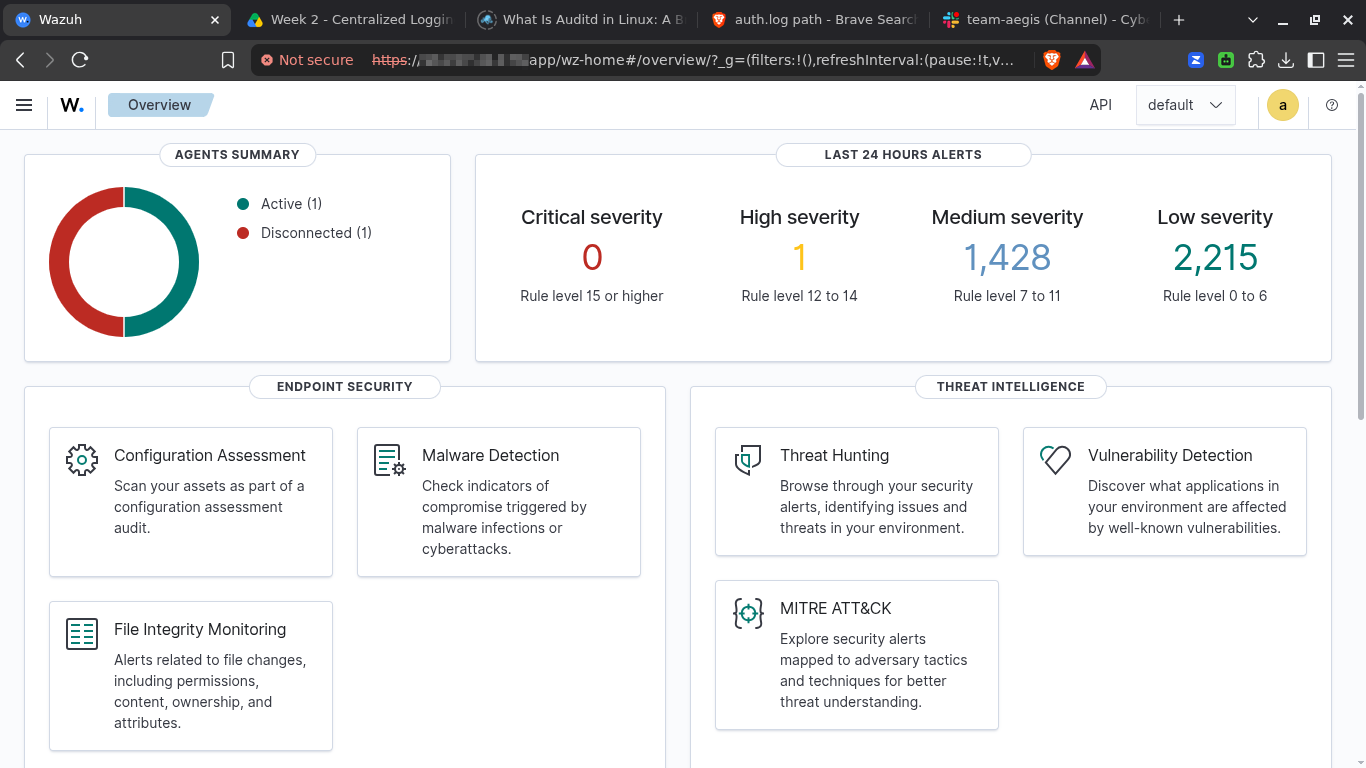 Wazuh
Week 2 - Centralized Loggin
What Is Auditd in Linux: A B
auth.log path - Brave Search
team-aegis (Channel) - Cyb
Not secure https:// app/wz-home#/overview/?_g=(filters:!(),refreshInterval:(pause:!t,v...
W. Overview API default a
AGENTS SUMMARY
Active (1)
Disconnected (1)
LAST 24 HOURS ALERTS
Critical severity
0
Rule level 15 or higher
High severity
1
Rule level 12 to 14
Medium severity
1,428
Rule level 7 to 11
Low severity
2,215
Rule level 0 to 6
ENDPOINT SECURITY
Configuration Assessment
Scan your assets as part of a
configuration assessment
audit.
Malware Detection
Check indicators of
compromise triggered by
malware infections or
cyberattacks.
File Integrity Monitoring
Alerts related to file changes,
including permissions,
content, ownership, and
attributes.
THREAT INTELLIGENCE
Threat Hunting
Browse through your security
alerts, identifying issues and
threats in your environment.
Vulnerability Detection
Discover what applications in
your environment are affected
by well-known vulnerabilities.
MITRE ATT&CK
Explore security alerts
mapped to adversary tactics
and techniques for better
threat understanding.